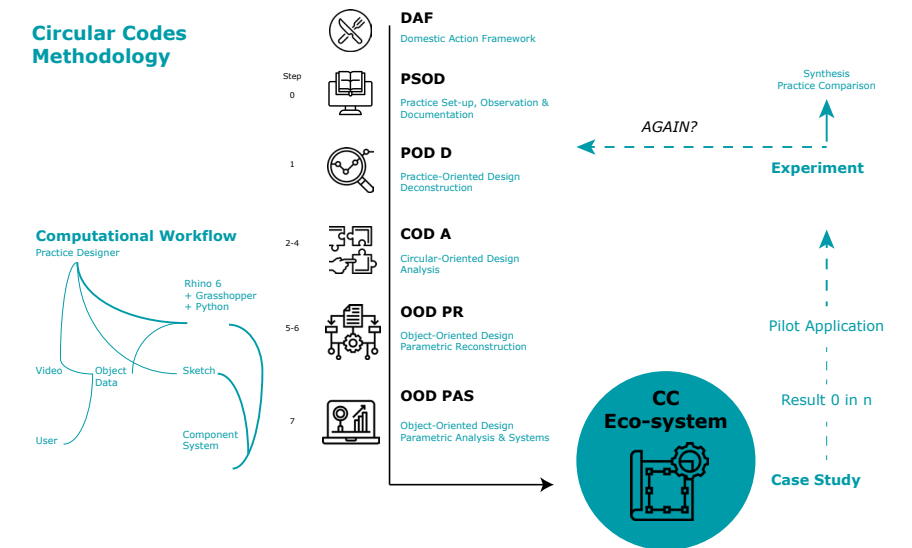 Circular Codes
Methodology
DAF
Domestic Action Framework
Step
0
PSOD
Practice Set-up, Observation &
Documentation
1
POD D
Practice-Oriented Design
Deconstruction
2-4
COD A
Circular-Oriented Design
Analysis
5-6
OOD PR
Object-Oriented Design
Parametric Reconstruction
7
OOD PAS
Object-Oriented Design
Parametric Analysis & Systems
Computational Workflow
Practice Designer
Rhino 6
+ Grasshopper
+ Python
Video
Object
Data
Sketch
User
Component
System
CC
Eco-system
Synthesis
Practice Comparison
AGAIN?
Experiment
Pilot Application
Result 0 in n
Case Study